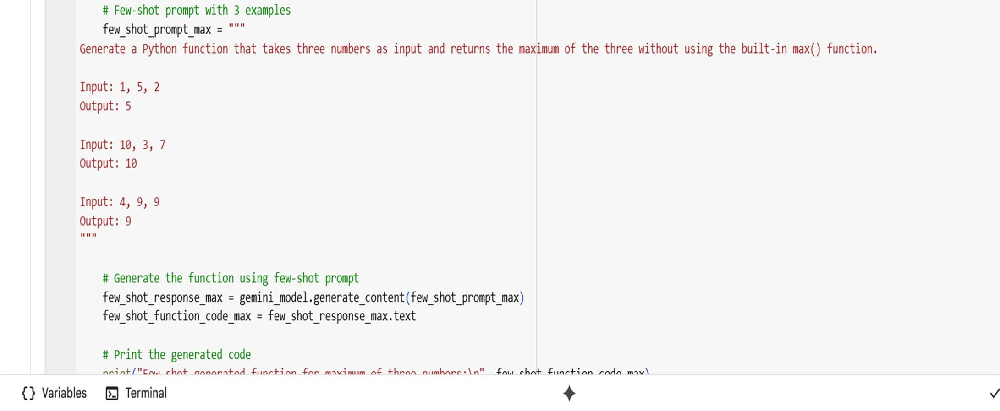 # Few-shot prompt with 3 examples
few_shot_prompt_max = """
Generate a Python function that takes three numbers as input and returns the maximum of the three without using the built-in max() function.
Input: 1, 5, 2
Output: 5
Input: 10, 3, 7
Output: 10
Input: 4, 9, 9
Output: 9
"""
# Generate the function using few-shot prompt
few_shot_response_max = gemini_model.generate_content(few_shot_prompt_max)
few_shot_function_code_max = few_shot_response_max.text
# Print the generated code
print("Few-shot generated function for maximum of three numbers:\n", few_shot_function_code_max)
{} Variables
Terminal